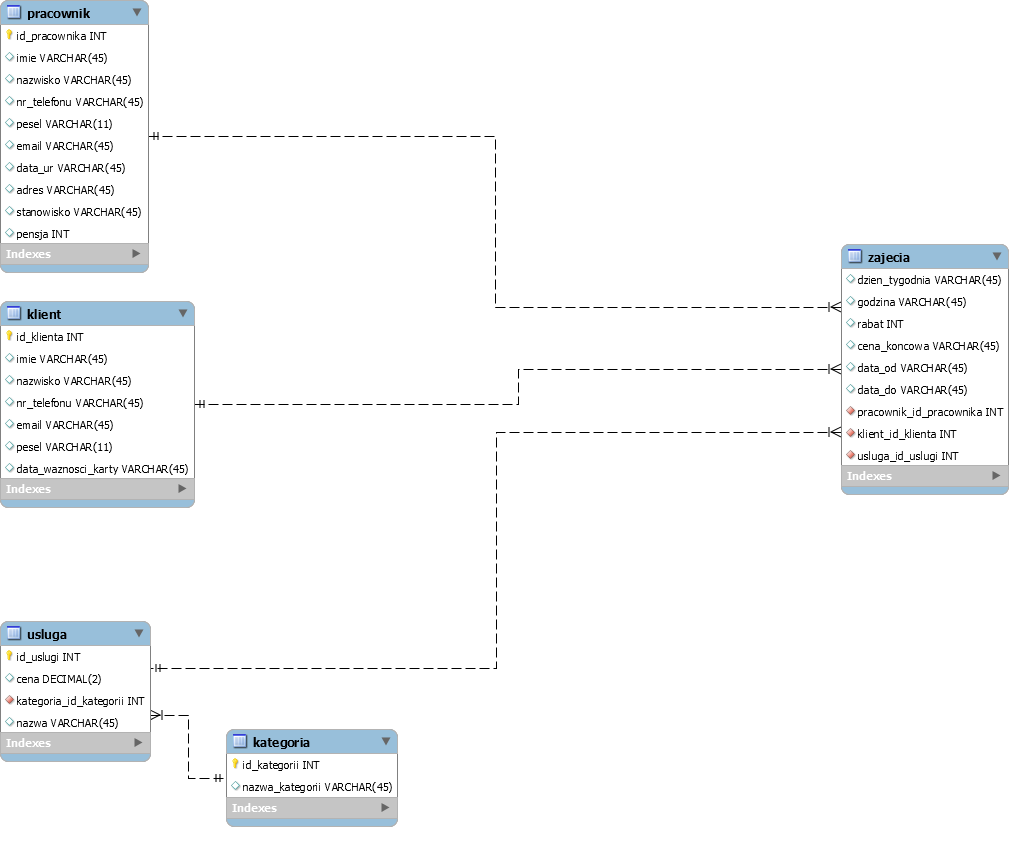 pracownik
id_pracownika INT
imie VARCHAR(45)
nazwisko VARCHAR(45)
nr_telefonu VARCHAR(45)
pesel VARCHAR(11)
email VARCHAR(45)
data_ur VARCHAR(45)
adres VARCHAR(45)
stanowisko VARCHAR(45)
pensja INT
Indexes
klient
id_klienta INT
imie VARCHAR(45)
nazwisko VARCHAR(45)
nr_telefonu VARCHAR(45)
email VARCHAR(45)
pesel VARCHAR(11)
data_waznosci_karty VARCHAR(45)
Indexes
zajecia
dzien_tygodnia VARCHAR(45)
godzina VARCHAR(45)
rabat INT
cena_koncowa VARCHAR(45)
data_od VARCHAR(45)
data_do VARCHAR(45)
pracownik_id_pracownika INT
klient_id_klienta INT
usluga_id_uslugi INT
Indexes
usluga
id_uslugi INT
cena DECIMAL(2)
kategoria_id_kategorii INT
nazwa VARCHAR(45)
Indexes
kategoria
id_kategorii INT
nazwa_kategorii VARCHAR(45)
Indexes